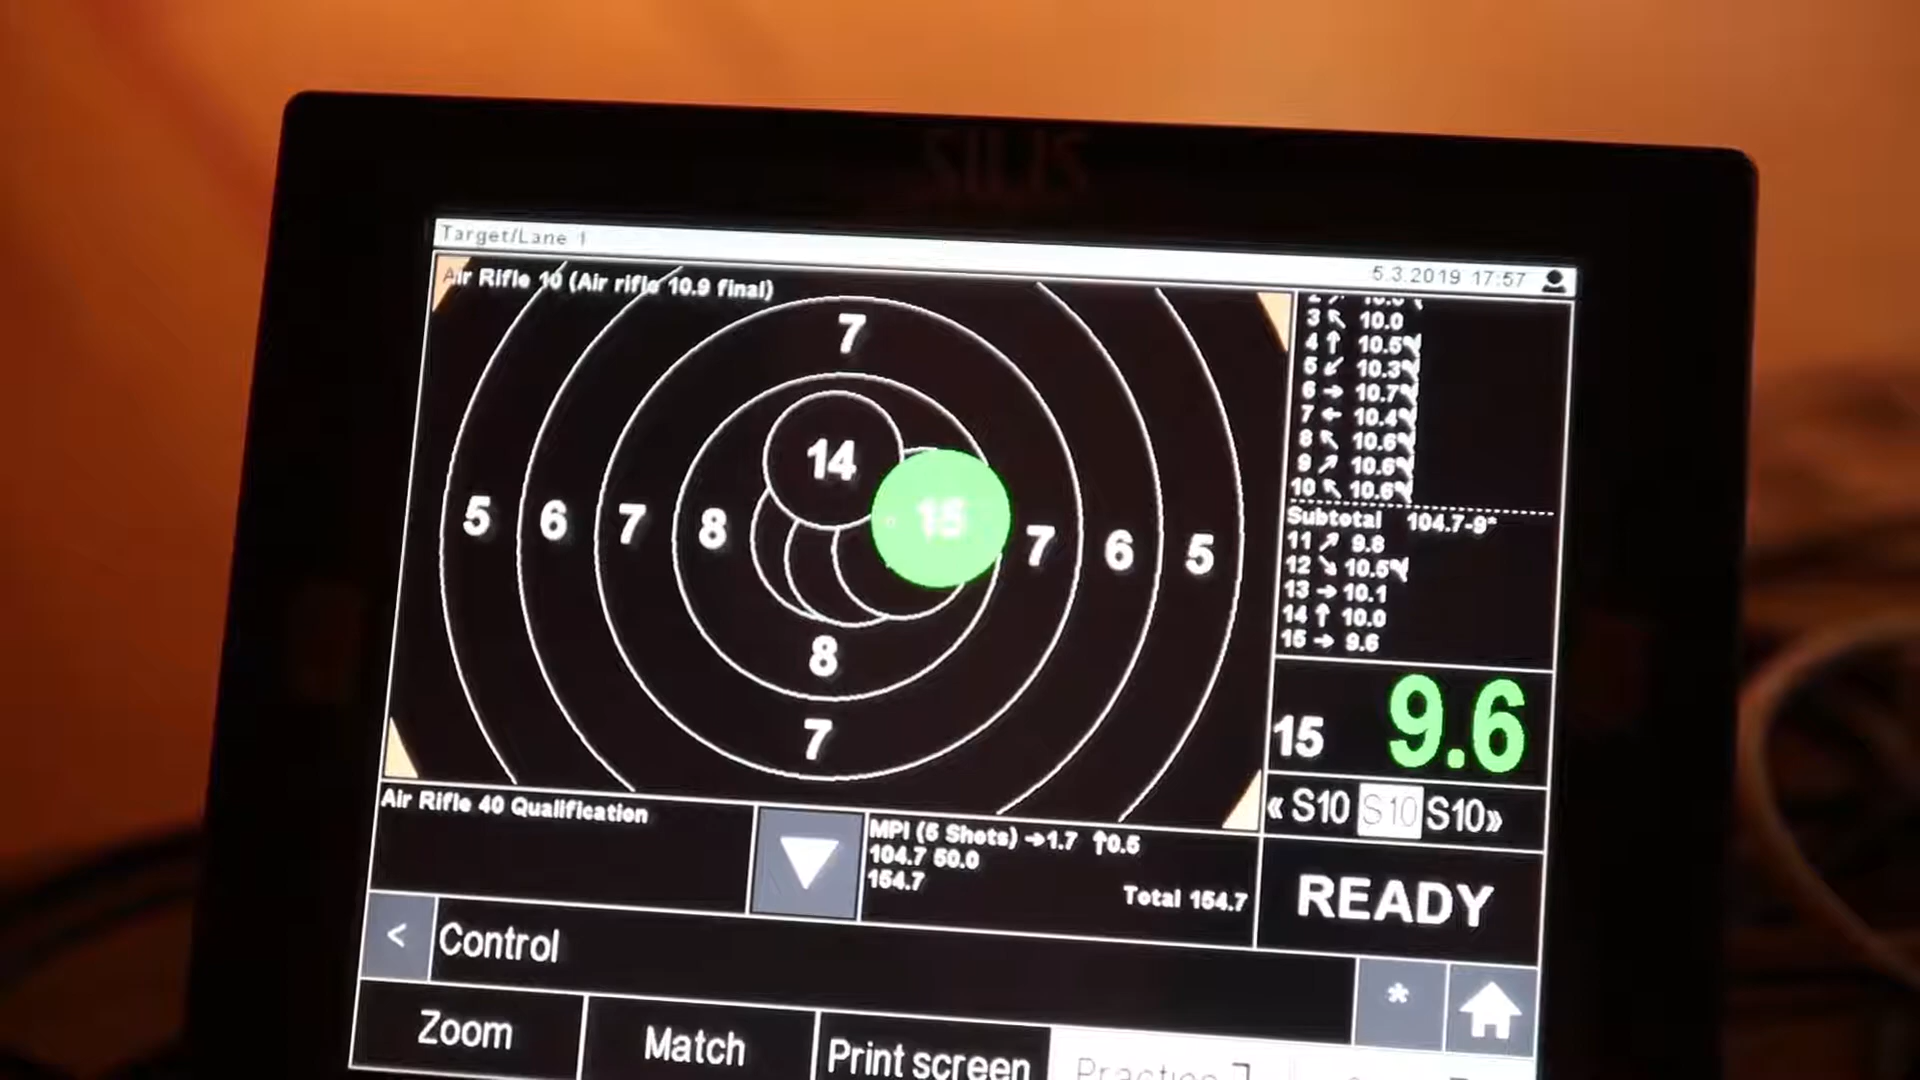 SIUS
Target/Lane 1
5.3.2019 17:57
Air Rifle 10 (Air rifle 10.9 final)
7
14
15
5 6 7 8 7 6 5
8
7
3 ↖ 10.0
4 ↑ 10.5*
5 ↙ 10.3*
6 → 10.7*
7 ← 10.4*
8 ↖ 10.6*
9 ↗ 10.6*
10 ↖ 10.6*
Subtotal 104.7-9*
11 ↗ 9.8
12 ↘ 10.5*
13 → 10.1
14 ↑ 10.0
15 → 9.6
15 9.6
« S10 S10 S10 »
READY
Air Rifle 40 Qualification
MPI (5 Shots) →1.7 ↑0.5
104.7 50.0
154.7
Total 154.7
< Control *
Zoom Match Print screen